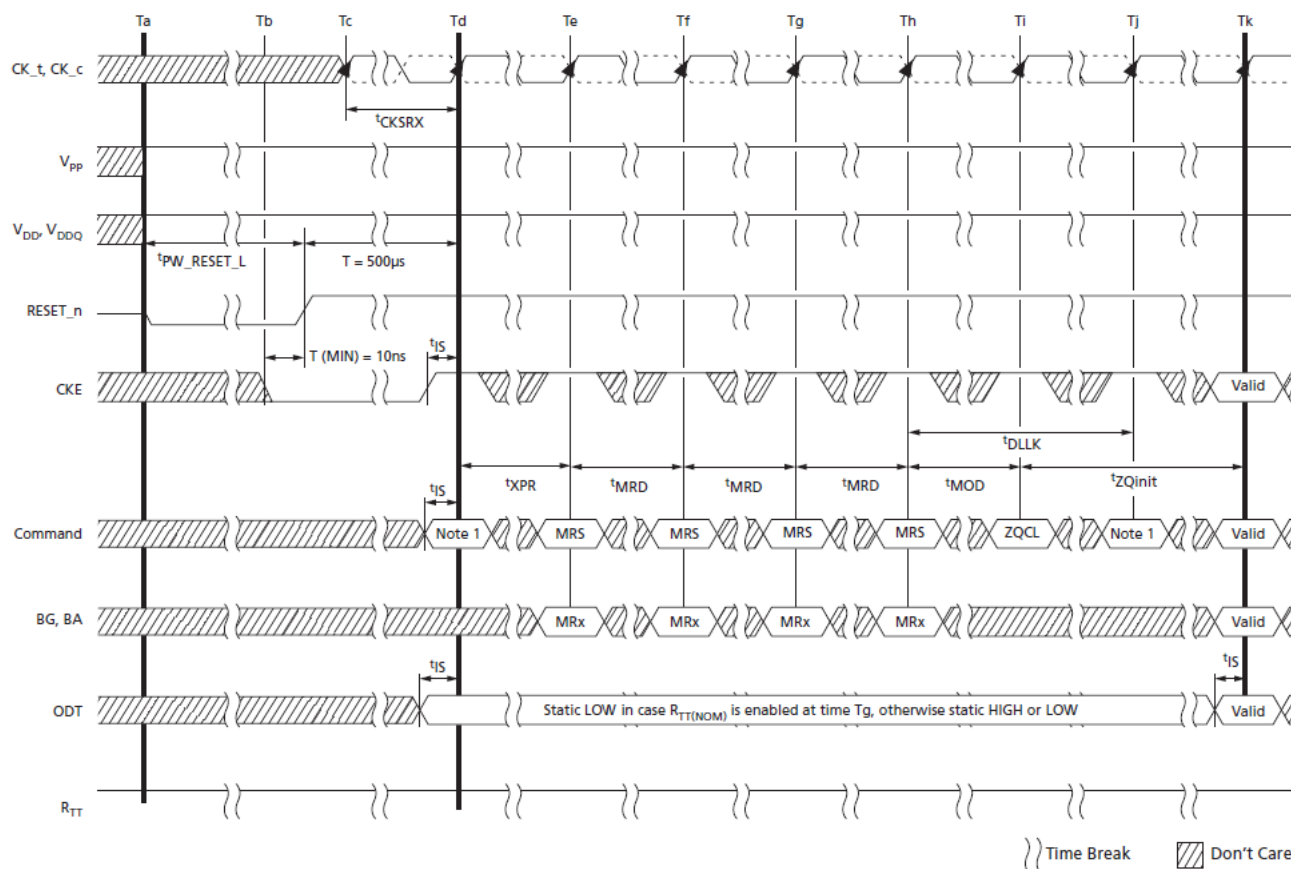 Ta Tb Tc Td Te Tf Tg Th Ti Tj Tk
CK_t, CK_c
tCKSRX
VPP
VDD, VDDQ
tPW_RESET_L T = 500µs
RESET_n
T (MIN) = 10ns tIS
CKE Valid
tDLLK
tXPR tMRD tMRD tMRD tMOD tZQinit
tIS
Command Note 1 MRS MRS MRS MRS ZQCL Note 1 Valid
BG, BA MRx MRx MRx MRx Valid
tIS tIS
ODT Static LOW in case RTT(NOM) is enabled at time Tg, otherwise static HIGH or LOW Valid
RTT
Time Break Don't Care